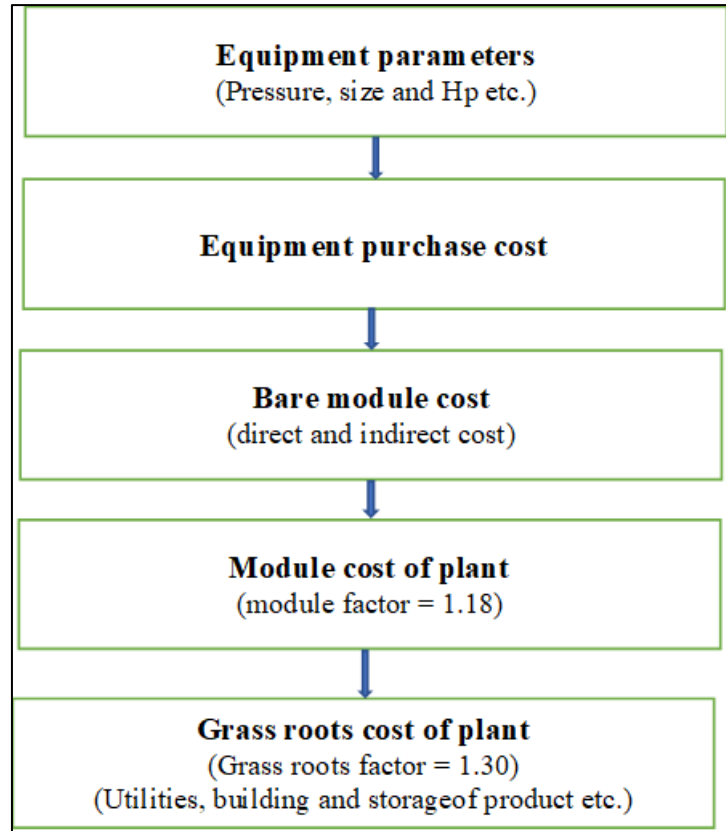 Equipment parameters
(Pressure, size and Hp etc.)
Equipment purchase cost
Bare module cost
(direct and indirect cost)
Module cost of plant
(module factor = 1.18)
Grass roots cost of plant
(Grass roots factor = 1.30)
(Utilities, building and storageof product etc.)